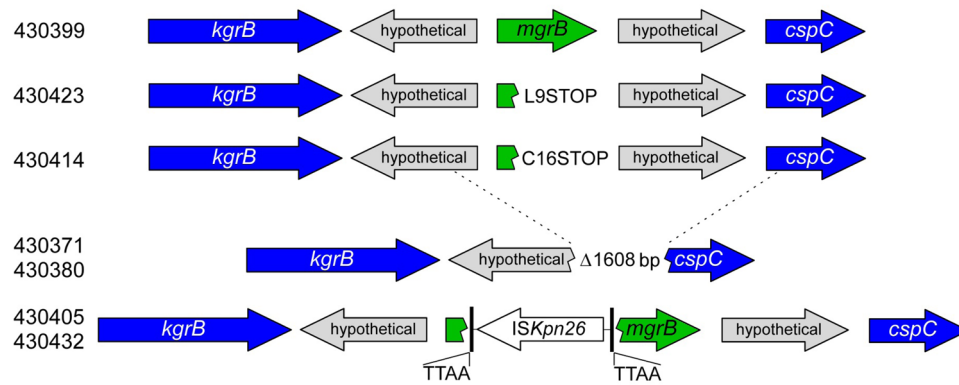 430399 kgrB hypothetical mgrB hypothetical cspC
430423 kgrB hypothetical L9STOP hypothetical cspC
430414 kgrB hypothetical C16STOP hypothetical cspC
430371
430380 kgrB hypothetical Δ1608 bp cspC
430405
430432 kgrB hypothetical ISKpn26 mgrB hypothetical cspC
TTAA TTAA